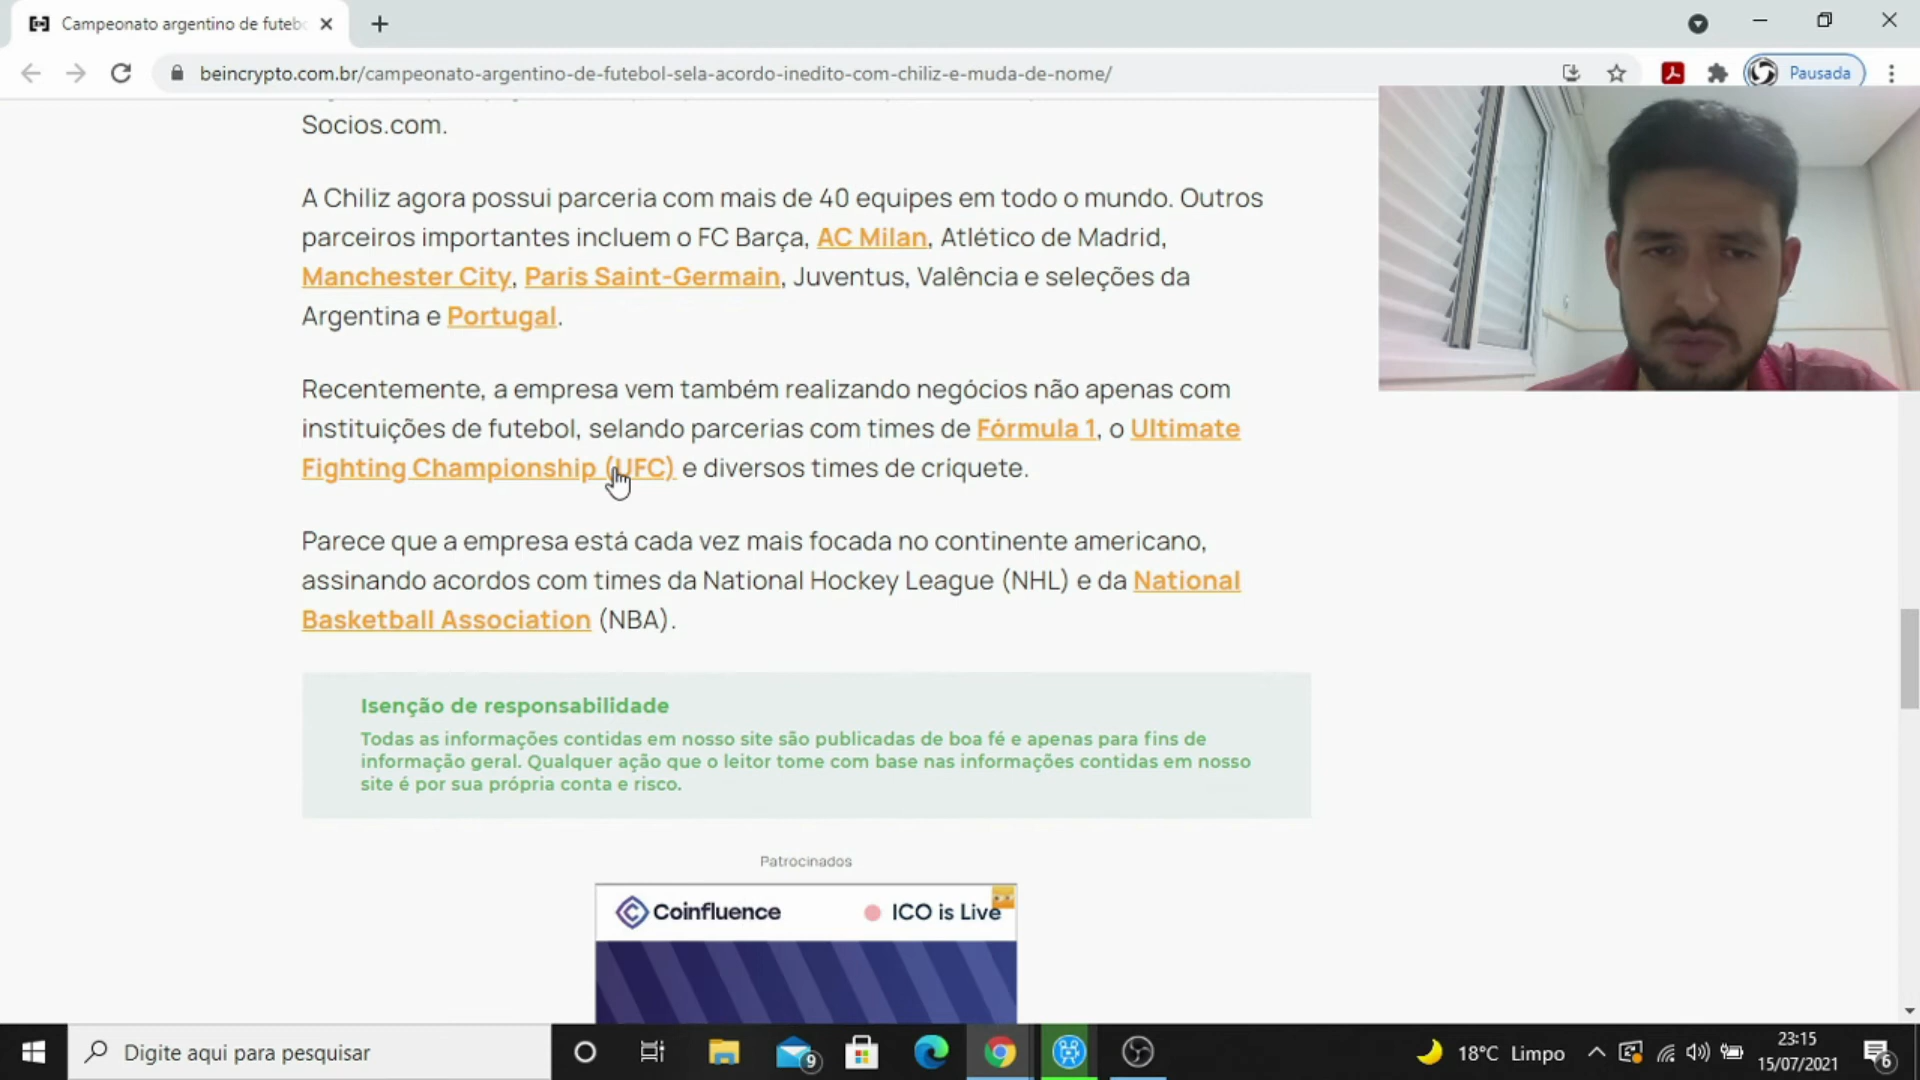 Campeonato argentino de futeb
beincrypto.com.br/campeonato-argentino-de-futebol-sela-acordo-inedito-com-chiliz-e-muda-de-nome/
Pausada
Socios.com.
A Chiliz agora possui parceria com mais de 40 equipes em todo o mundo. Outros
parceiros importantes incluem o FC Barça, AC Milan, Atlético de Madrid,
Manchester City, Paris Saint-Germain, Juventus, Valência e seleções da
Argentina e Portugal.
Recentemente, a empresa vem também realizando negócios não apenas com
instituições de futebol, selando parcerias com times de Fórmula 1, o Ultimate
Fighting Championship (UFC) e diversos times de críquete.
Parece que a empresa está cada vez mais focada no continente americano,
assinando acordos com times da National Hockey League (NHL) e da National
Basketball Association (NBA).
Isenção de responsabilidade
Todas as informações contidas em nosso site são publicadas de boa fé e apenas para fins de
informação geral. Qualquer ação que o leitor tome com base nas informações contidas em nosso
site é por sua própria conta e risco.
Patrocinados
Coinfluence
ICO is Live
Digite aqui para pesquisar
9
18°C Limpo
23:15
15/07/2021
6